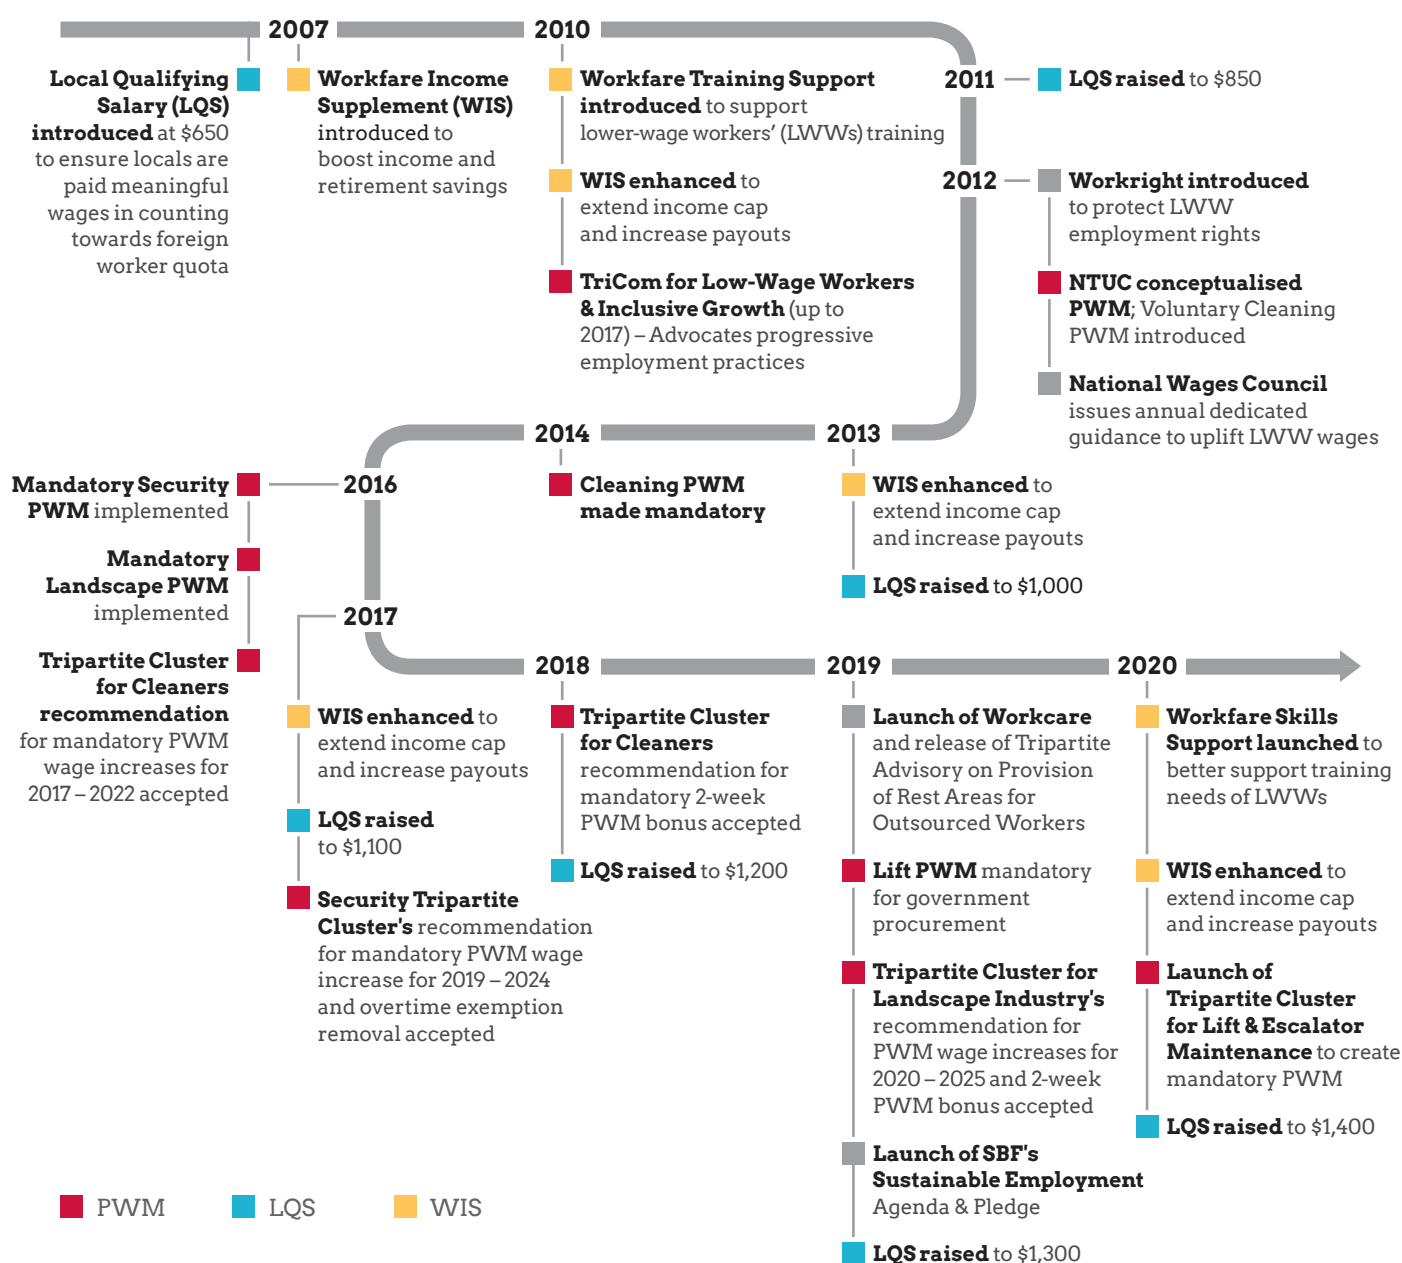 2007
Local Qualifying
Salary (LQS)
introduced at $650
to ensure locals are
paid meaningful
wages in counting
towards foreign
worker quota
Workfare Income
Supplement (WIS)
introduced to
boost income and
retirement savings
2010
Workfare Training Support
introduced to support
lower-wage workers’ (LWWs) training
WIS enhanced to
extend income cap
and increase payouts
TriCom for Low-Wage Workers
& Inclusive Growth (up to
2017) – Advocates progressive
employment practices
2011
LQS raised to $850
2012
Workright introduced
to protect LWW
employment rights
NTUC conceptualised
PWM; Voluntary Cleaning
PWM introduced
National Wages Council
issues annual dedicated
guidance to uplift LWW wages
2013
WIS enhanced to
extend income cap
and increase payouts
LQS raised to $1,000
2014
Cleaning PWM
made mandatory
2016
Mandatory Security
PWM implemented
Mandatory
Landscape PWM
implemented
Tripartite Cluster
for Cleaners
recommendation
for mandatory PWM
wage increases for
2017 – 2022 accepted
2017
WIS enhanced to
extend income cap
and increase payouts
LQS raised
to $1,100
Security Tripartite
Cluster's recommendation
for mandatory PWM wage
increase for 2019 – 2024
and overtime exemption
removal accepted
2018
Tripartite Cluster
for Cleaners
recommendation for
mandatory 2-week
PWM bonus accepted
LQS raised to $1,200
2019
Launch of Workcare
and release of Tripartite
Advisory on Provision
of Rest Areas for
Outsourced Workers
Lift PWM mandatory
for government
procurement
Tripartite Cluster for
Landscape Industry's
recommendation for
PWM wage increases for
2020 – 2025 and 2-week
PWM bonus accepted
Launch of SBF's
Sustainable Employment
Agenda & Pledge
LQS raised to $1,300
2020
Workfare Skills
Support launched to
better support training
needs of LWWs
WIS enhanced to
extend income cap
and increase payouts
Launch of
Tripartite Cluster
for Lift & Escalator
Maintenance to create
mandatory PWM
LQS raised to $1,400
PWM
LQS
WIS